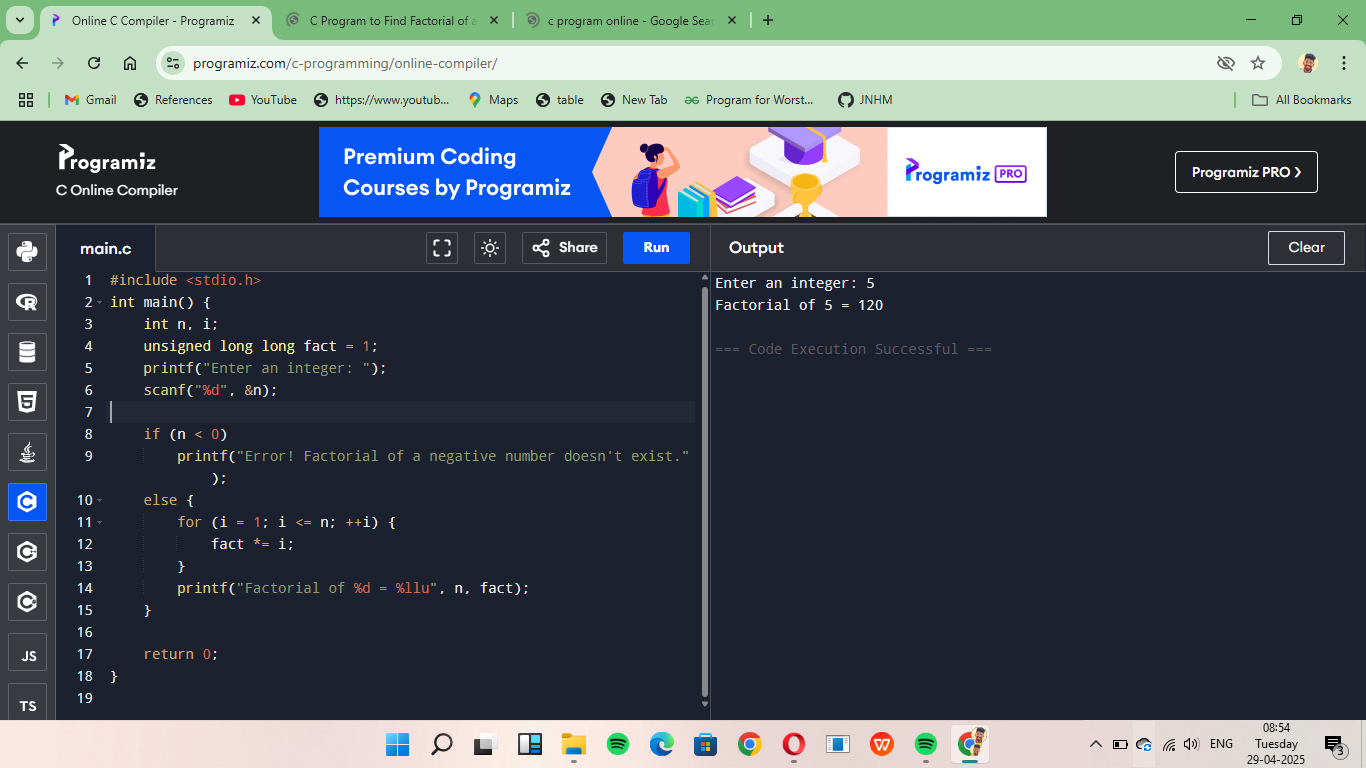 Online C Compiler - Programiz
C Program to Find Factorial of a
c program online - Google Sear
programiz.com/c-programming/online-compiler/
Gmail
References
YouTube
https://www.youtub...
Maps
table
New Tab
Program for Worst...
JNHM
All Bookmarks
Programiz
C Online Compiler
Premium Coding
Courses by Programiz
Programiz PRO
Programiz PRO ❯
main.c
Share
Run
Output
Clear
1 #include <stdio.h>
2 int main() {
3     int n, i;
4     unsigned long long fact = 1;
5     printf("Enter an integer: ");
6     scanf("%d", &n);
7
8     if (n < 0)
9         printf("Error! Factorial of a negative number doesn't exist."
            );
10     else {
11         for (i = 1; i <= n; ++i) {
12             fact *= i;
13         }
14         printf("Factorial of %d = %llu", n, fact);
15     }
16
17     return 0;
18 }
19
Enter an integer: 5
Factorial of 5 = 120
=== Code Execution Successful ===
JS
TS
ENG
08:54
Tuesday
29-04-2025
3